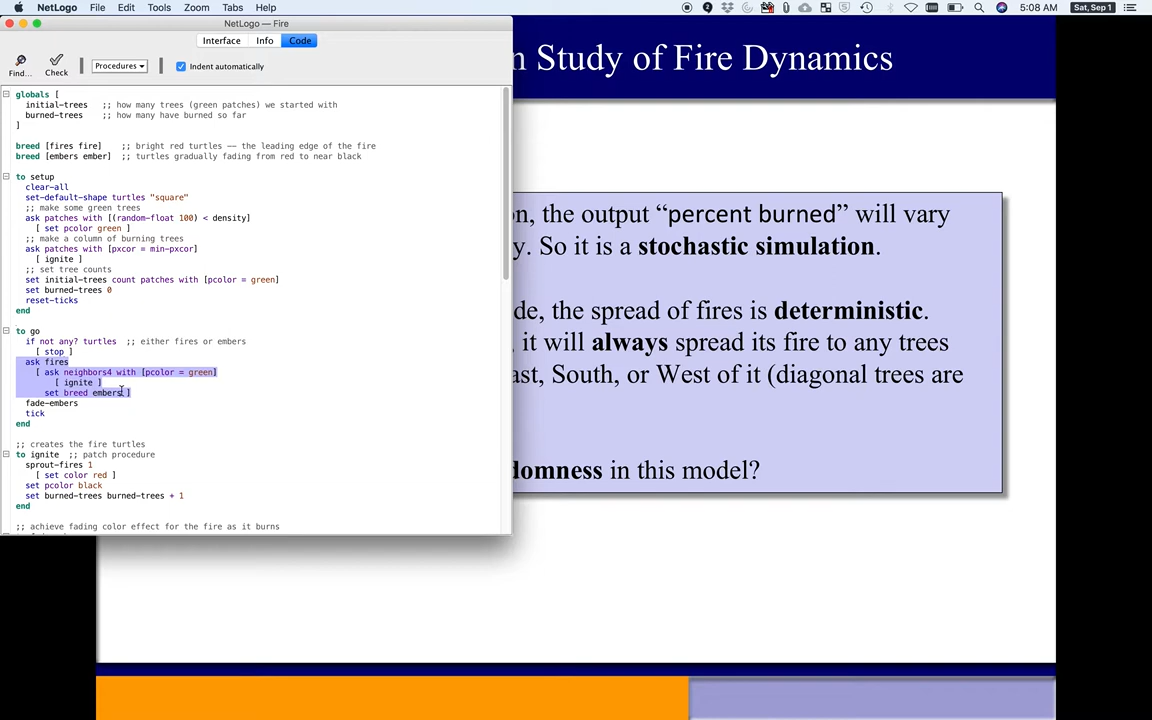 NetLogo File Edit Tools Zoom Tabs Help
5:08 AM Sat, Sep 1
NetLogo — Fire
Interface Info Code
Find... Check Procedures Indent automatically
globals [
initial-trees ;; how many trees (green patches) we started with
burned-trees ;; how many have burned so far
]
breed [fires fire] ;; bright red turtles -- the leading edge of the fire
breed [embers ember] ;; turtles gradually fading from red to near black
to setup
clear-all
set-default-shape turtles "square"
;; make some green trees
ask patches with [(random-float 100) < density]
[ set pcolor green ]
;; make a column of burning trees
ask patches with [pxcor = min-pxcor]
[ ignite ]
;; set tree counts
set initial-trees count patches with [pcolor = green]
set burned-trees 0
reset-ticks
end
to go
if not any? turtles ;; either fires or embers
[ stop ]
ask fires
[ ask neighbors4 with [pcolor = green]
[ ignite ]
set breed embers ]
fade-embers
tick
end
;; creates the fire turtles
to ignite ;; patch procedure
sprout-fires 1
[ set color red ]
set pcolor black
set burned-trees burned-trees + 1
end
;; achieve fading color effect for the fire as it burns
n Study of Fire Dynamics
on, the output “percent burned” will vary
y. So it is a stochastic simulation.
de, the spread of fires is deterministic.
, it will always spread its fire to any trees
ast, South, or West of it (diagonal trees are
domness in this model?